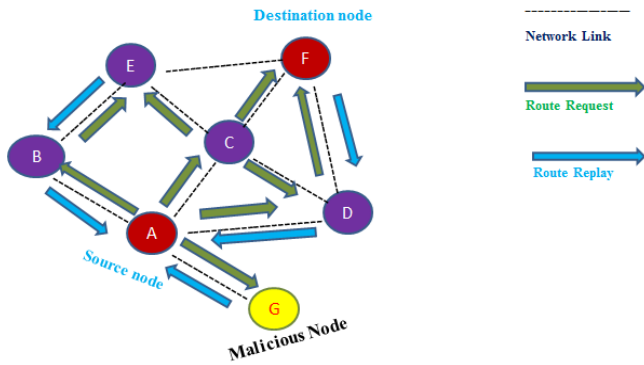 Destination node
Network Link
E
F
Route Request
B
C
Route Replay
A
D
Source node
G
Malicious Node